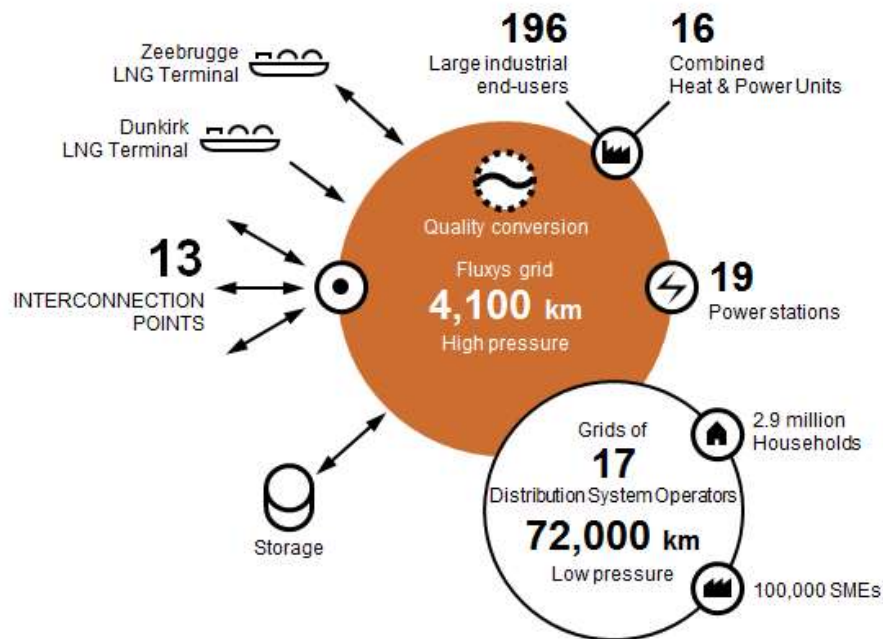 Zeebrugge
LNG Terminal
Dunkirk
LNG Terminal
13
INTERCONNECTION
POINTS
Storage
196
Large industrial
end-users
16
Combined
Heat & Power Units
Quality conversion
Fluxys grid
4,100 km
High pressure
19
Power stations
Grids of
17
Distribution System Operators
72,000 km
Low pressure
2.9 million
Households
100,000 SMEs